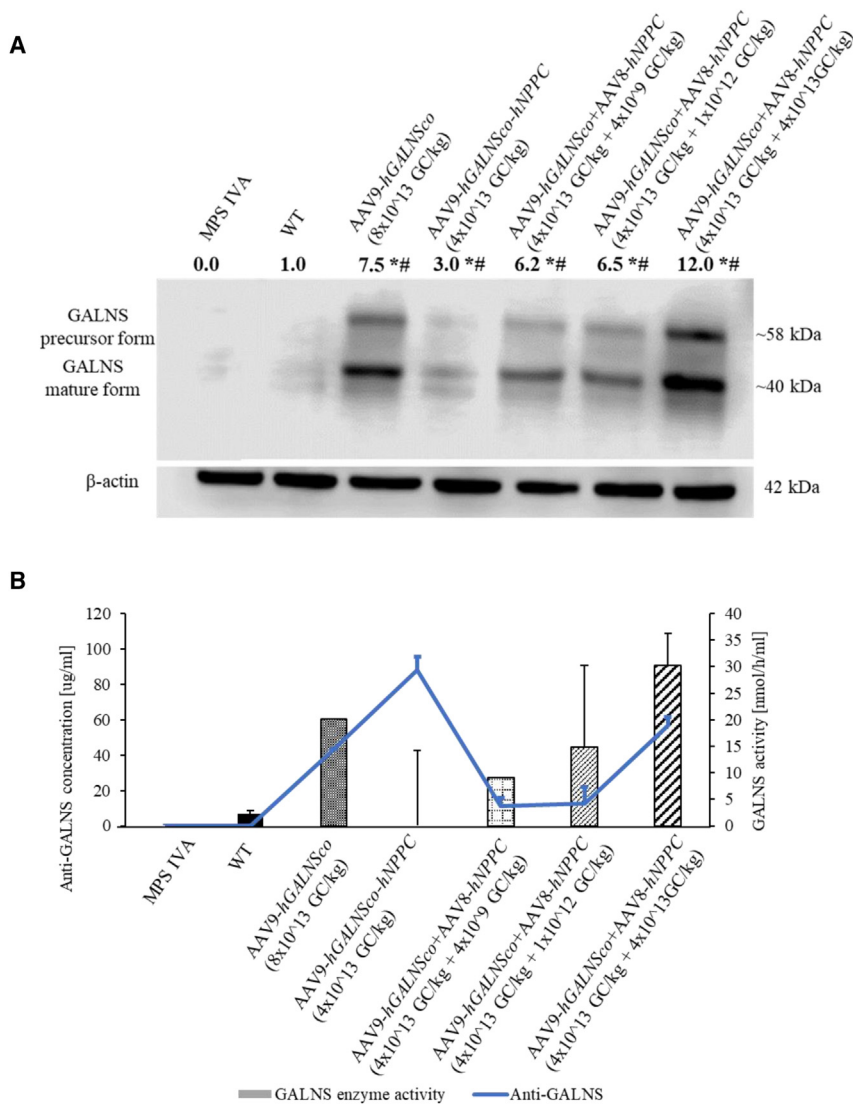 A
MPS IVA
WT
AAV9-hGALNSco
(8x10^13 GC/kg)
AAV9-hGALNSco-hNPPC
(4x10^13 GC/kg)
AAV9-hGALNSco+AAV8-hNPPC
(4x10^13 GC/kg + 4x10^9 GC/kg)
AAV9-hGALNSco+AAV8-hNPPC
(4x10^13 GC/kg + 1x10^12 GC/kg)
AAV9-hGALNSco+AAV8-hNPPC
(4x10^13 GC/kg + 4x10^13GC/kg)
0.0 1.0 7.5 *# 3.0 *# 6.2 *# 6.5 *# 12.0 *#
GALNS
precursor form
~58 kDa
GALNS
mature form
~40 kDa
β-actin
42 kDa
B
Anti-GALNS concentration [ug/ml]
120
100
80
60
40
20
0
40
35
30
25
20
15
10
5
0
GALNS activity [nmol/h/ml]
MPS IVA
WT
AAV9-hGALNSco
(8x10^13 GC/kg)
AAV9-hGALNSco-hNPPC
(4x10^13 GC/kg)
AAV9-hGALNSco+AAV8-hNPPC
(4x10^13 GC/kg + 4x10^9 GC/kg)
AAV9-hGALNSco+AAV8-hNPPC
(4x10^13 GC/kg + 1x10^12 GC/kg)
AAV9-hGALNSco+AAV8-hNPPC
(4x10^13 GC/kg + 4x10^13GC/kg)
GALNS enzyme activity Anti-GALNS